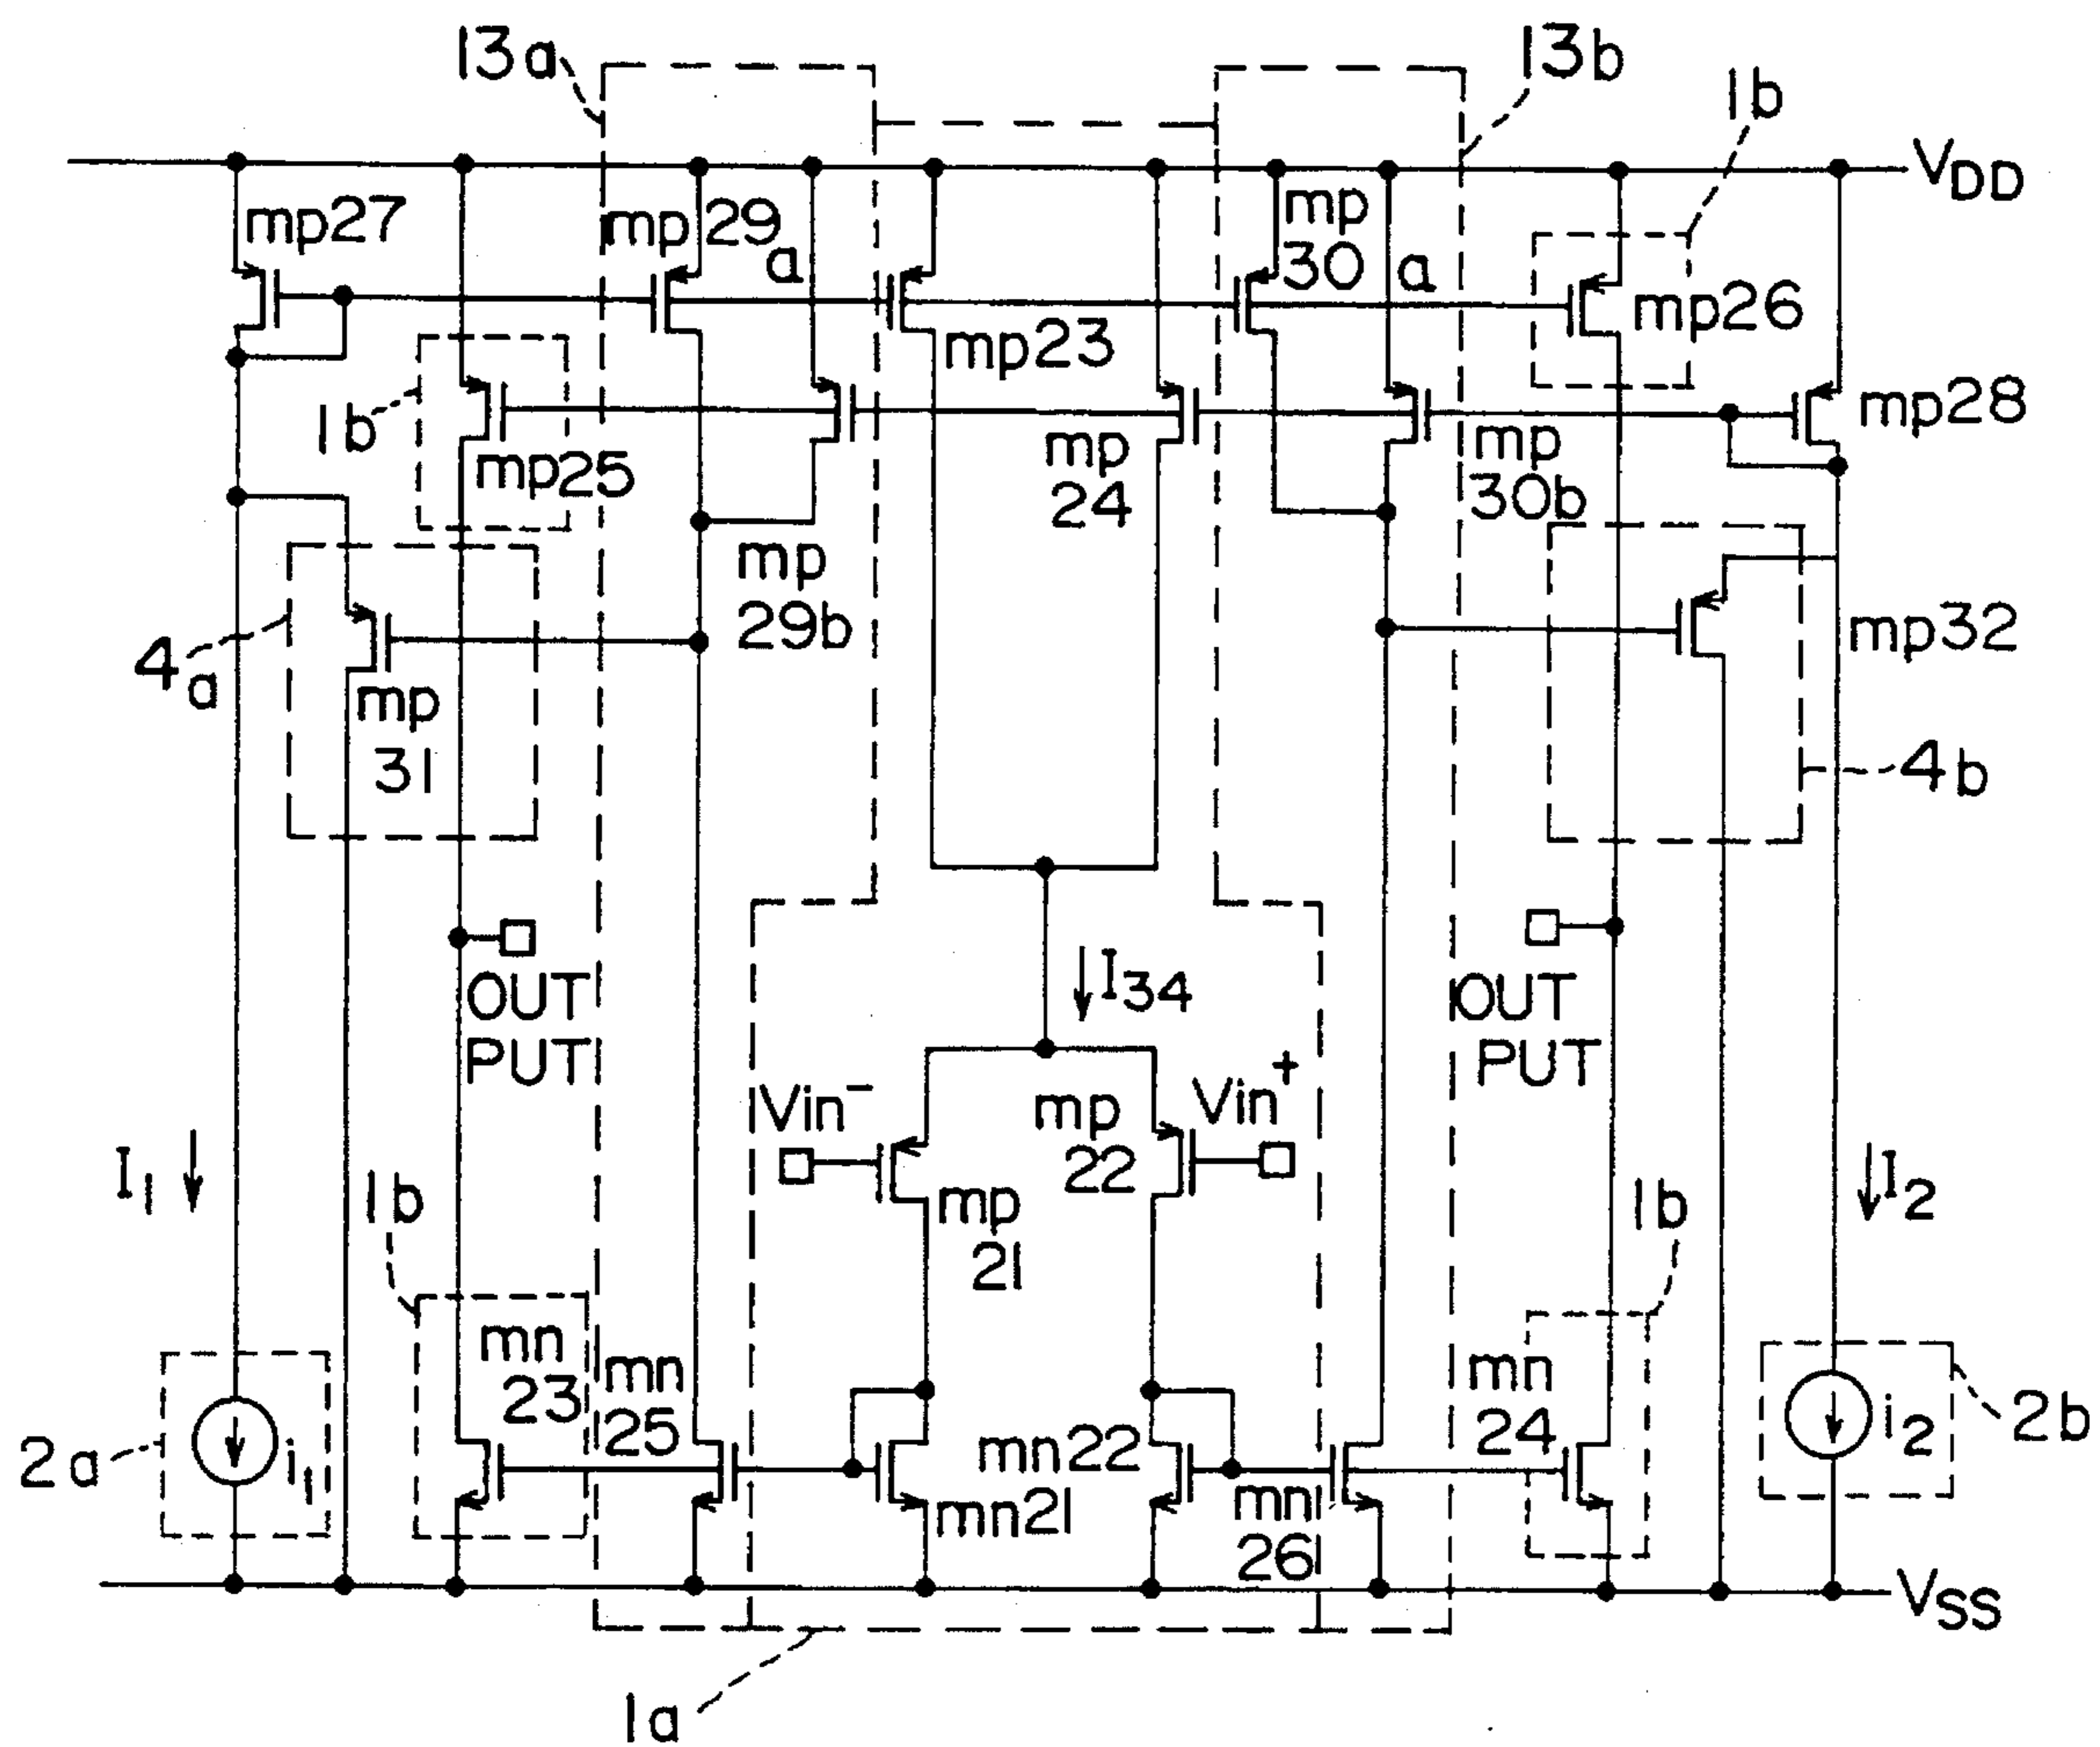 13a
13b
1b
VDD
mp27
mp 29
a
mp
30 a
mp26
mp23
mp28
1b
mp25
mp
24
mp
30b
mp
29b
4a
mp
31
mp32
4b
I34
OUT
PUT
OUT
PUT
Vin-
mp
22
Vin+
I1
mp
21
I2
1b
1b
mn
23
mn
25
mn
24
mn22
mn21
mn
26
2a
i1
i2
2b
VSS
1a